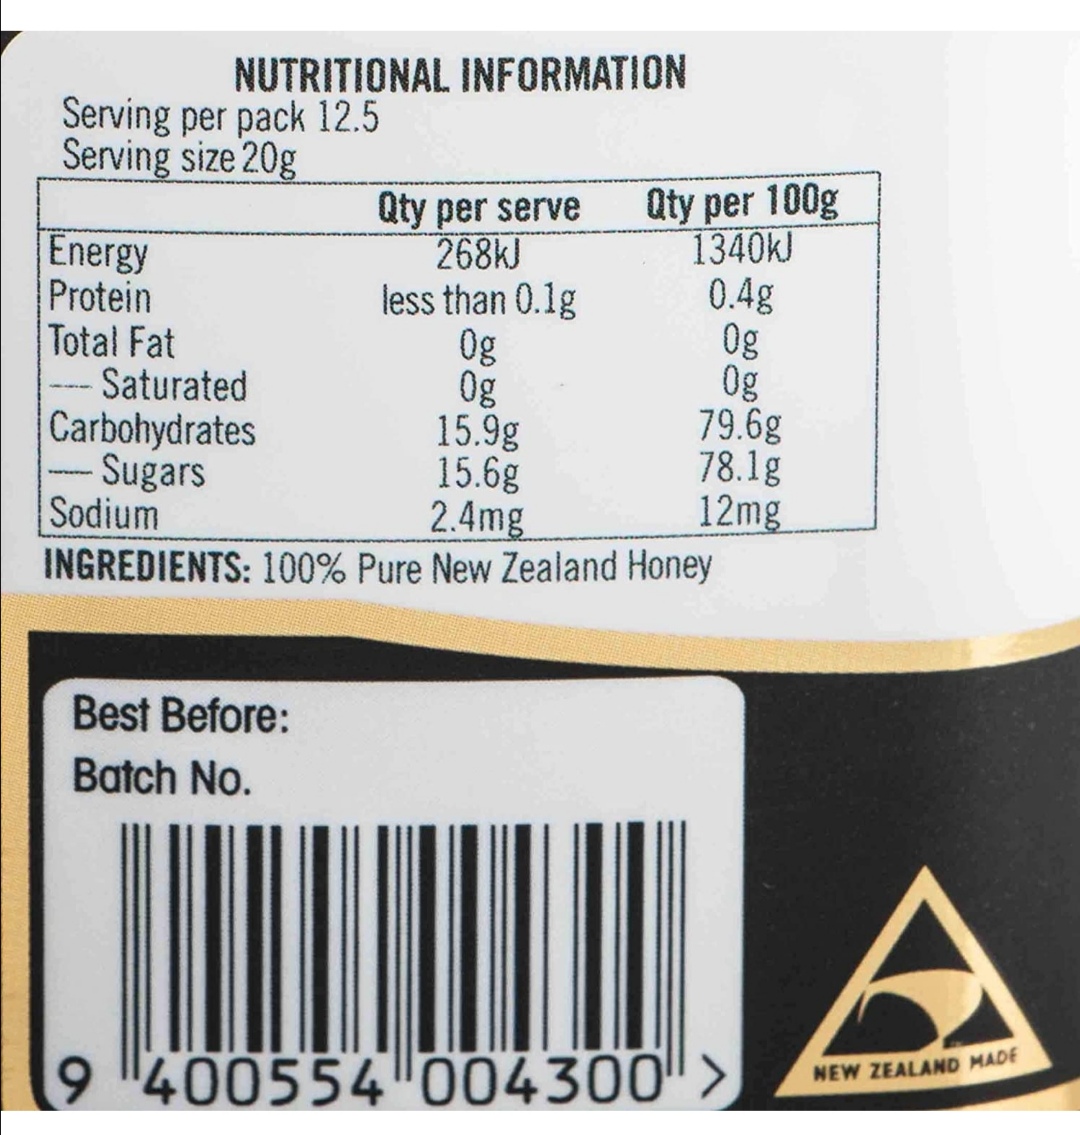 NUTRITIONAL INFORMATION
Serving per pack 12.5
Serving size 20g
Qty per serve Qty per 100g
Energy 268kJ 1340kJ
Protein less than 0.1g 0.4g
Total Fat 0g 0g
— Saturated 0g 0g
Carbohydrates 15.9g 79.6g
— Sugars 15.6g 78.1g
Sodium 2.4mg 12mg
INGREDIENTS: 100% Pure New Zealand Honey
Best Before:
Batch No.
9 400554 004300 >
NEW ZEALAND MADE